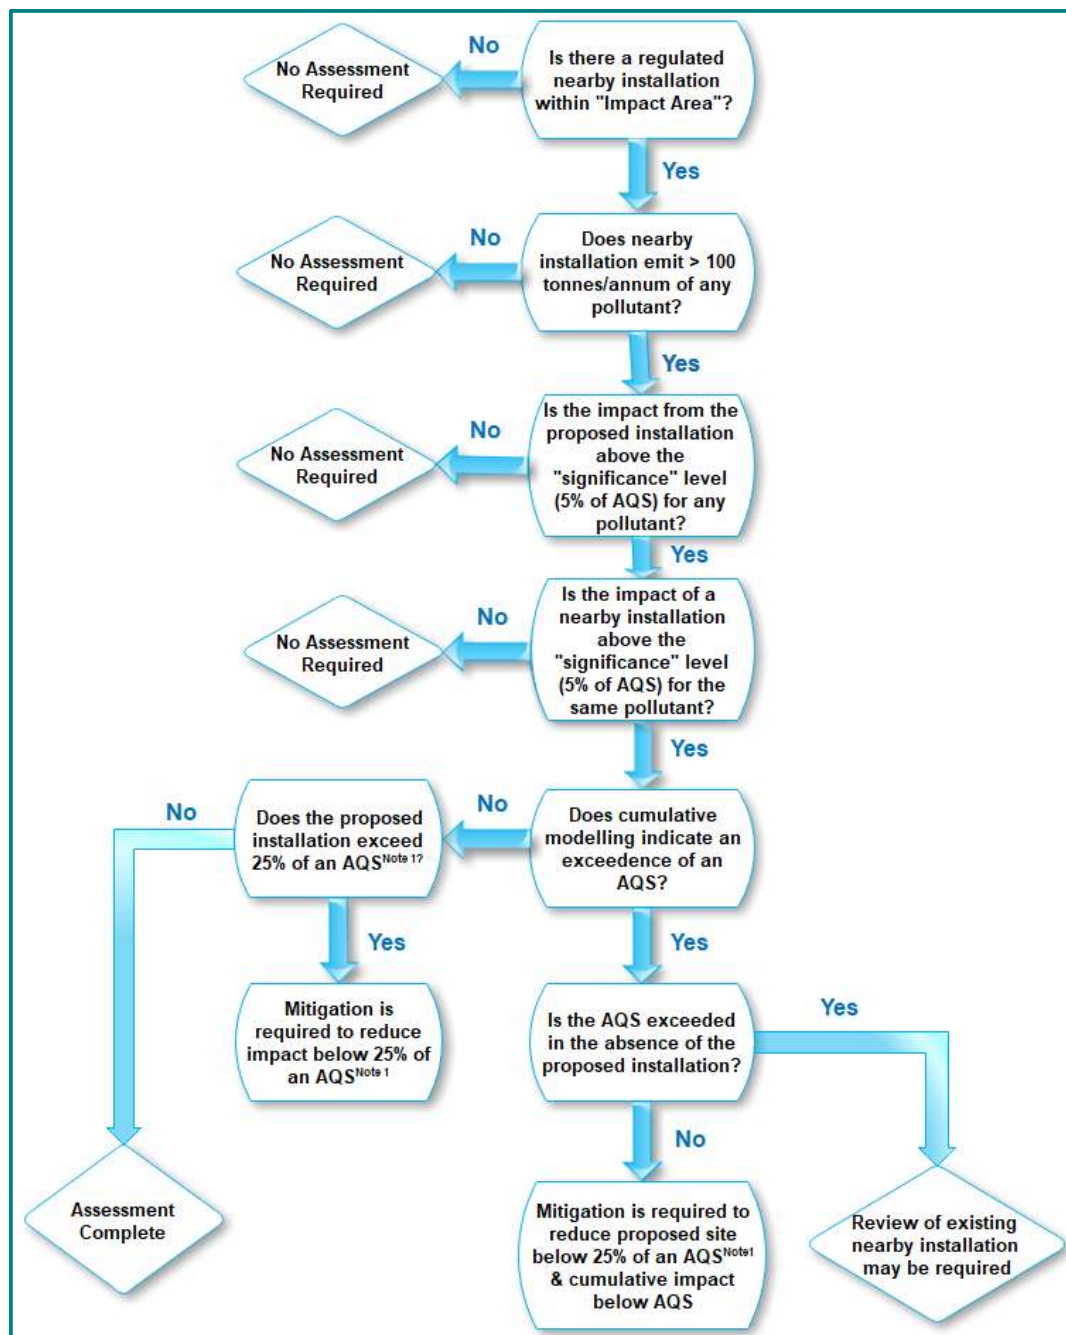 No
Is there a regulated
nearby installation
within "Impact Area"?
No Assessment
Required
Yes
No
Does nearby
installation emit > 100
tonnes/annum of any
pollutant?
No Assessment
Required
Yes
No
Is the impact from the
proposed installation
above the
"significance" level
(5% of AQS) for any
pollutant?
No Assessment
Required
Yes
No
Is the impact of a
nearby installation
above the
"significance" level
(5% of AQS) for the
same pollutant?
No Assessment
Required
Yes
No
Does the proposed
installation exceed
25% of an AQS Note 1?
No
Does cumulative
modelling indicate an
exceedence of an
AQS?
Yes
Yes
Mitigation is
required to reduce
impact below 25% of
an AQS Note 1
Is the AQS exceeded
in the absence of the
proposed installation?
Yes
No
Assessment
Complete
Mitigation is required to
reduce proposed site
below 25% of an AQS Note1
& cumulative impact
below AQS
Review of existing
nearby installation
may be required